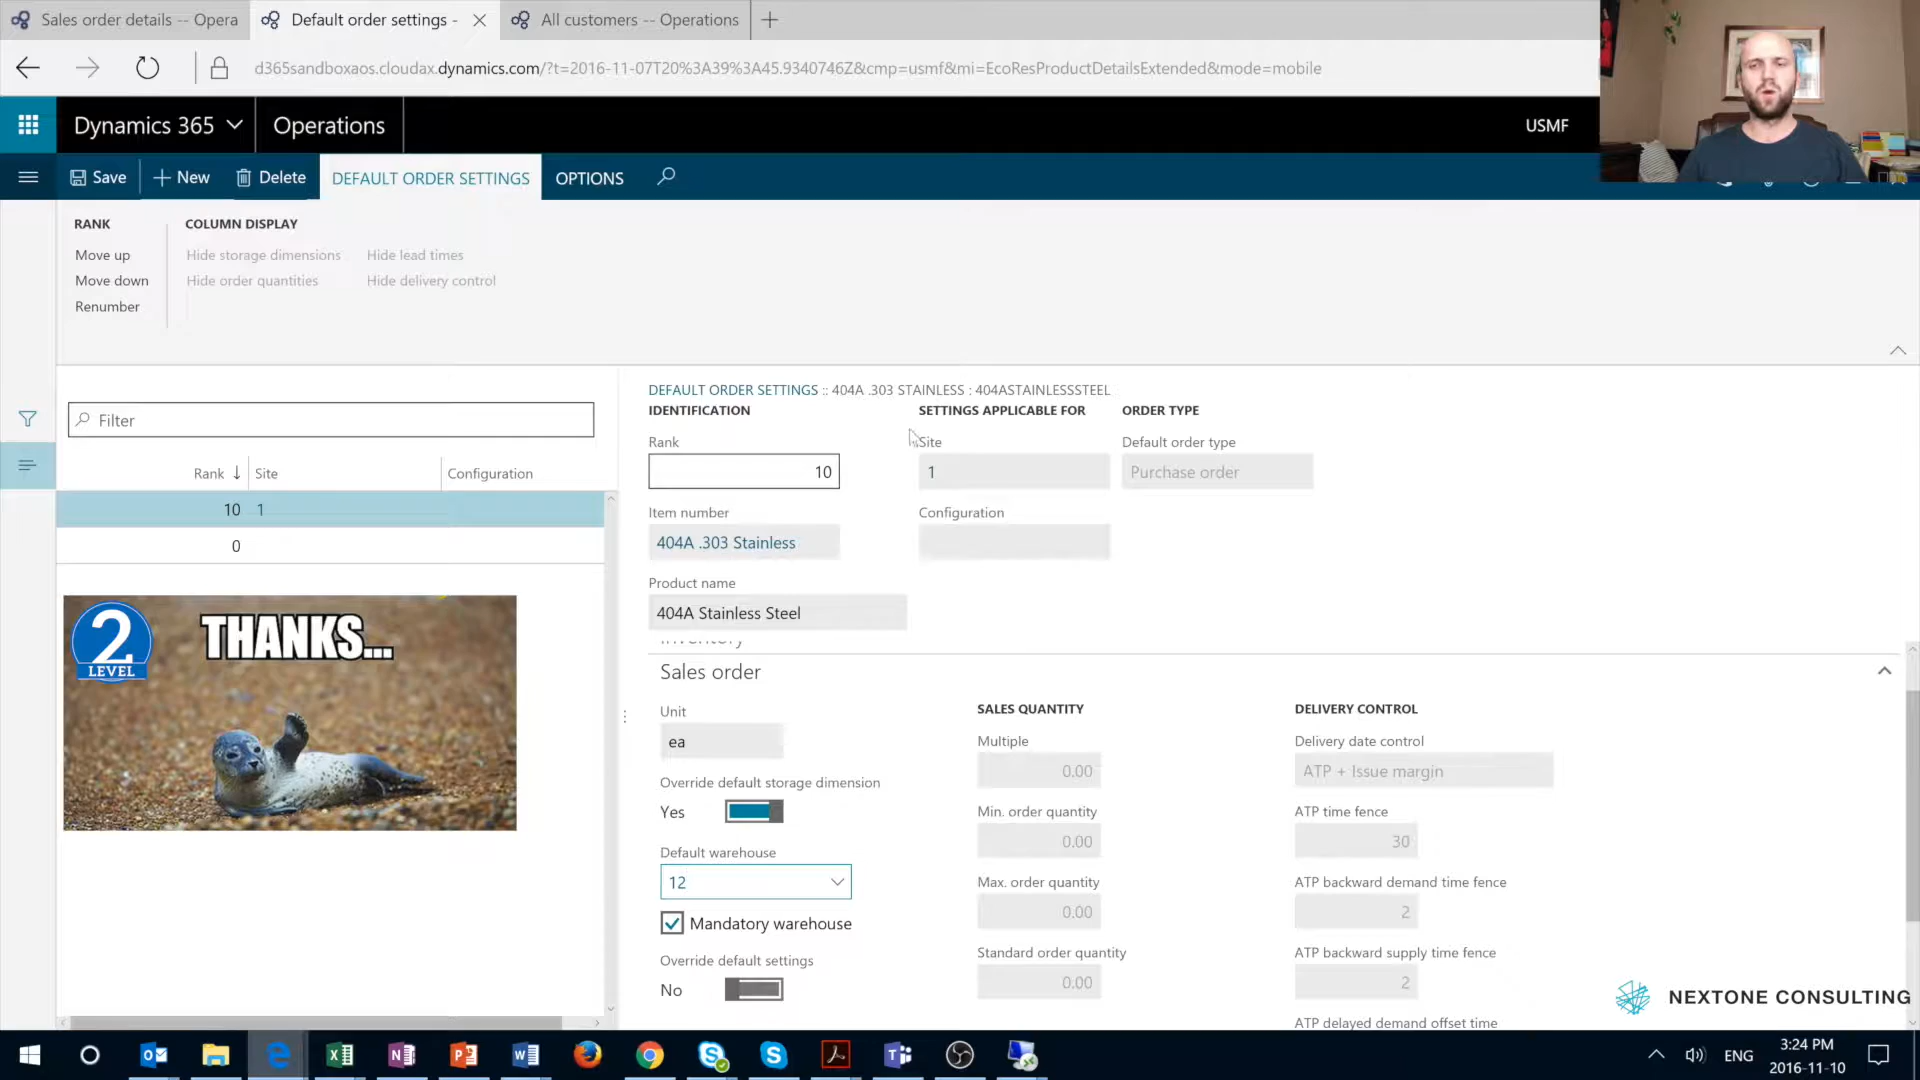 Sales order details -- Opera
Default order settings -
All customers -- Operations
d365sandboxaos.cloudax.dynamics.com/?t=2016-11-07T20%3A39%3A45.9340746Z&cmp=usmf&mi=EcoResProductDetailsExtended&mode=mobile
Dynamics 365
Operations
USMF
Save
New
Delete
DEFAULT ORDER SETTINGS
OPTIONS
RANK
COLUMN DISPLAY
Move up
Hide storage dimensions
Hide lead times
Move down
Hide order quantities
Hide delivery control
Renumber
DEFAULT ORDER SETTINGS :: 404A .303 STAINLESS : 404ASTAINLESSSTEEL
Filter
Rank
Site
Configuration
10 1
0
2
LEVEL
THANKS...
IDENTIFICATION
SETTINGS APPLICABLE FOR
ORDER TYPE
Rank
Site
Default order type
10
1
Purchase order
Item number
Configuration
404A .303 Stainless
Product name
404A Stainless Steel
Inventory
Sales order
Unit
ea
Override default storage dimension
Yes
Default warehouse
12
Mandatory warehouse
Override default settings
No
SALES QUANTITY
Multiple
0.00
Min. order quantity
0.00
Max. order quantity
0.00
Standard order quantity
0.00
DELIVERY CONTROL
Delivery date control
ATP + Issue margin
ATP time fence
30
ATP backward demand time fence
2
ATP backward supply time fence
2
ATP delayed demand offset time
NEXTONE CONSULTING
ENG
3:24 PM
2016-11-10